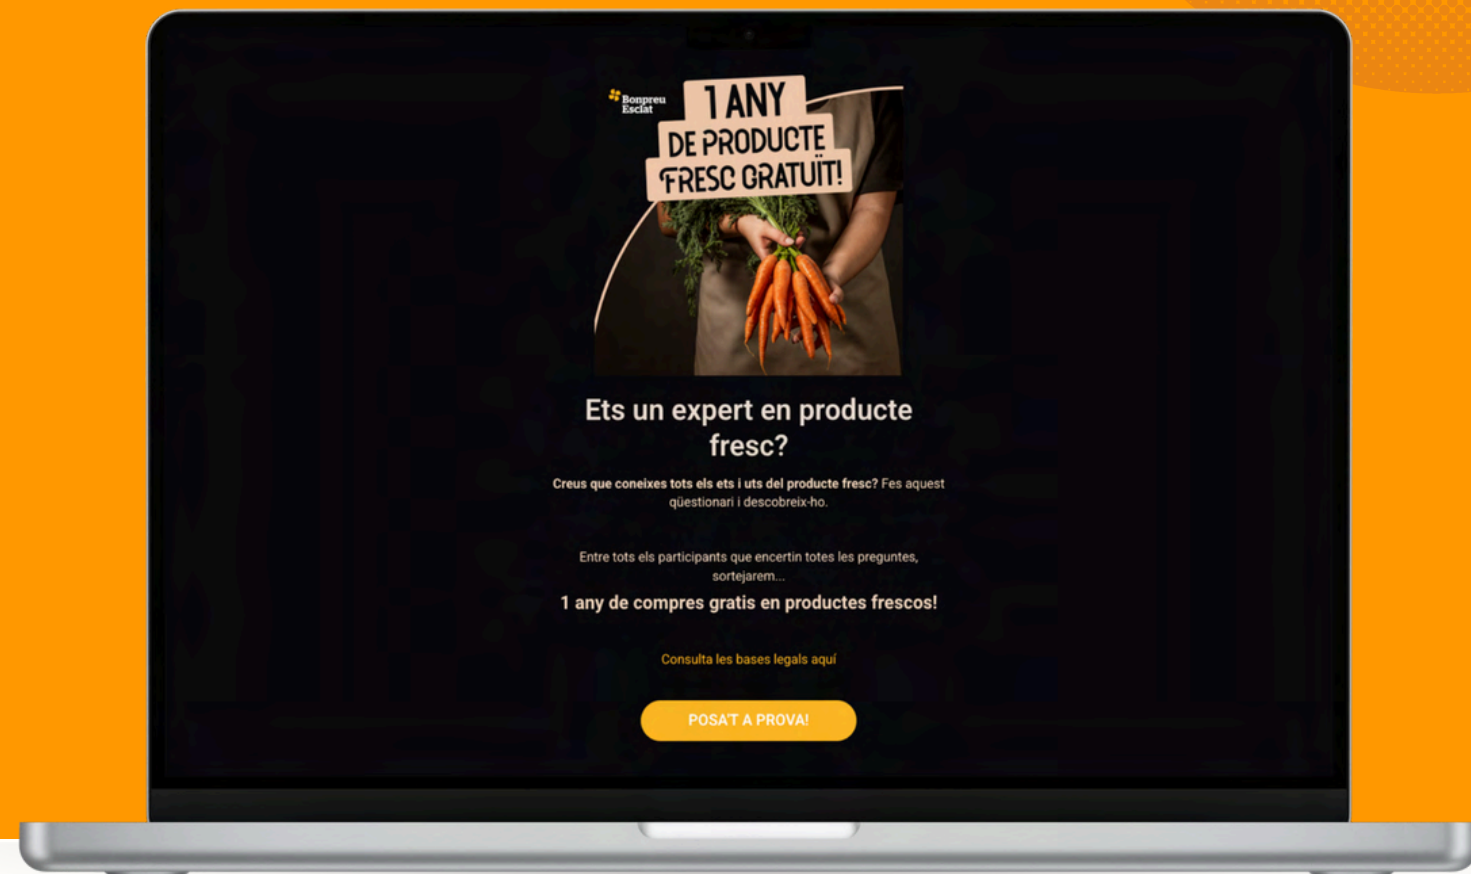 Bonpreu
Esclat
1 ANY
DE PRODUCTE
FRESC GRATUÏT!
Ets un expert en producte
fresc?
Creus que coneixes tots els ets i uts del producte fresc? Fes aquest
qüestionari i descobreix-ho.
Entre tots els participants que encertin totes les preguntes,
sortejarem...
1 any de compres gratis en productes frescos!
Consulta les bases legals aquí
POSA'T A PROVA!